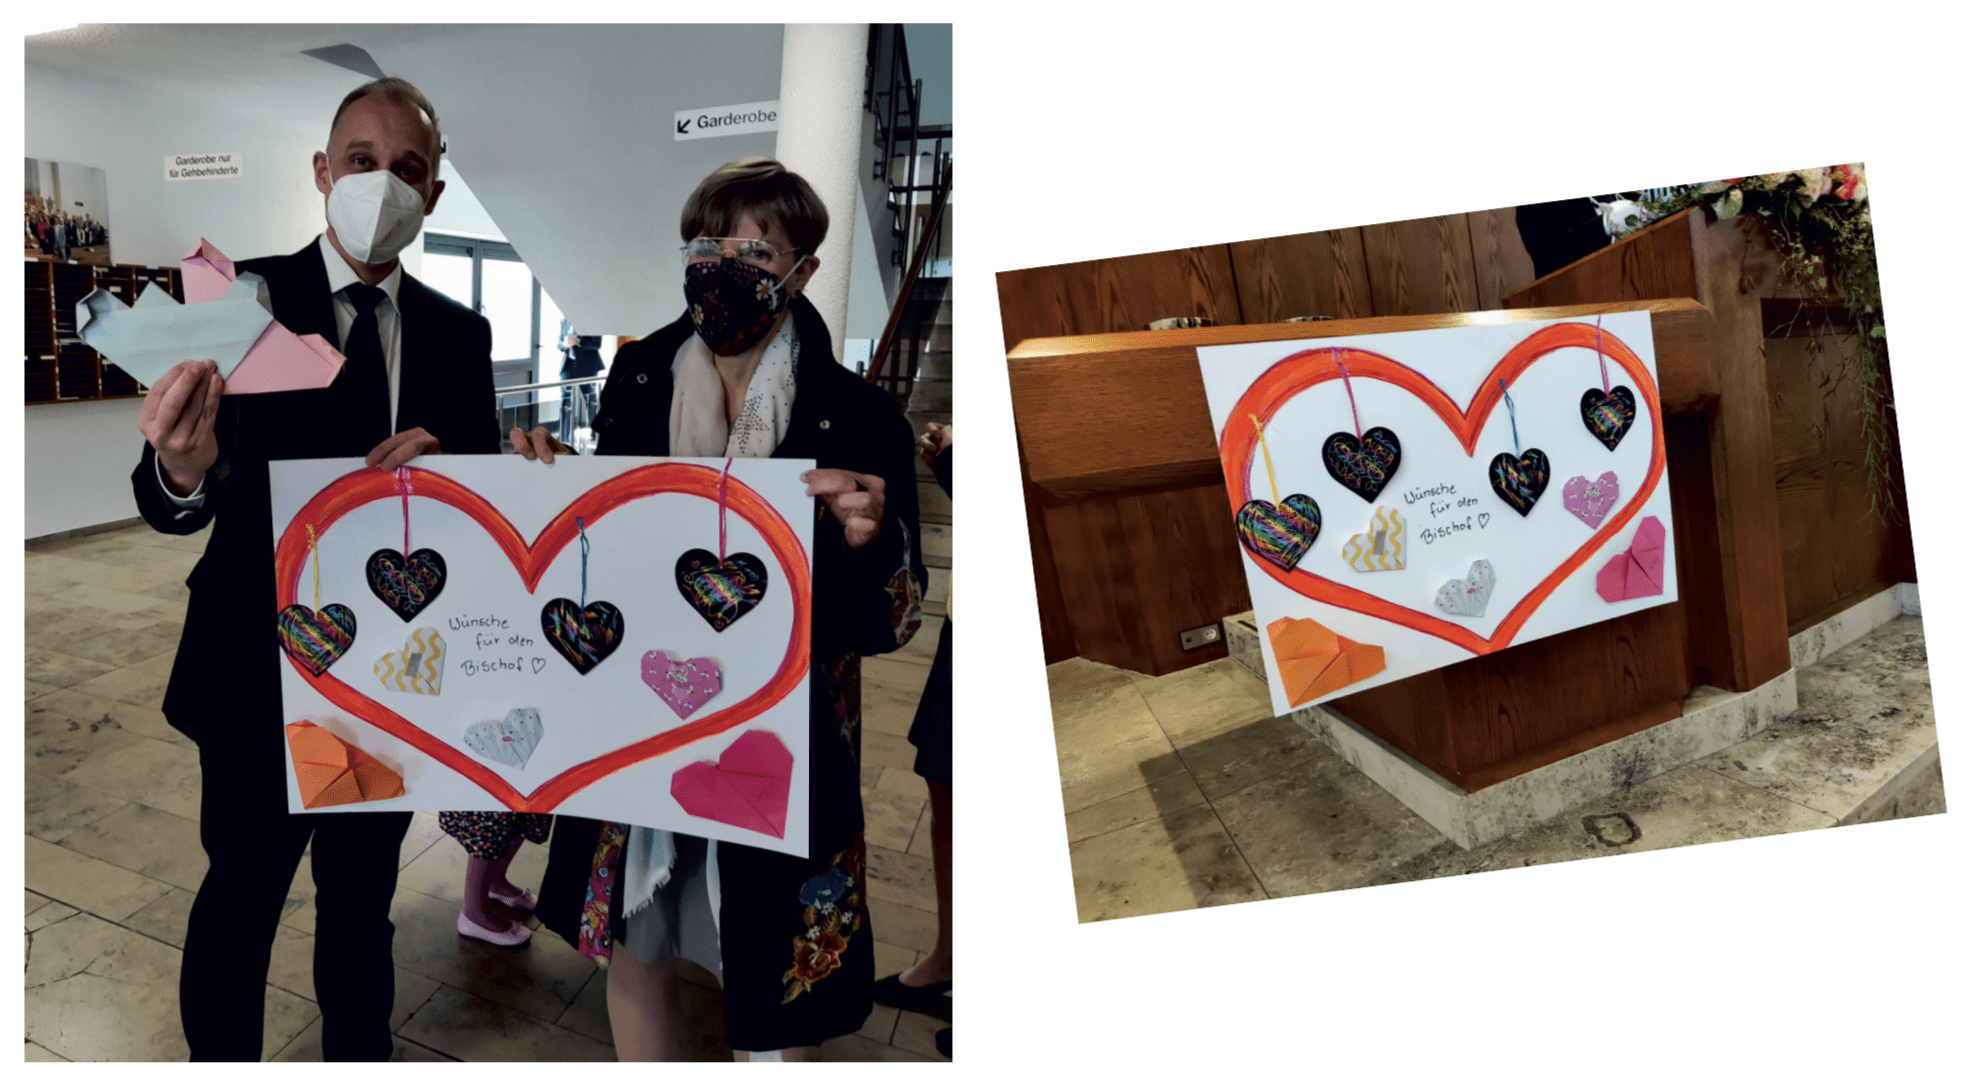 Garderobe
Garderobe nur
für Gehbehinderte
Wünsche
für den
Bischof ♡
Wünsche
für den
Bischof ♡